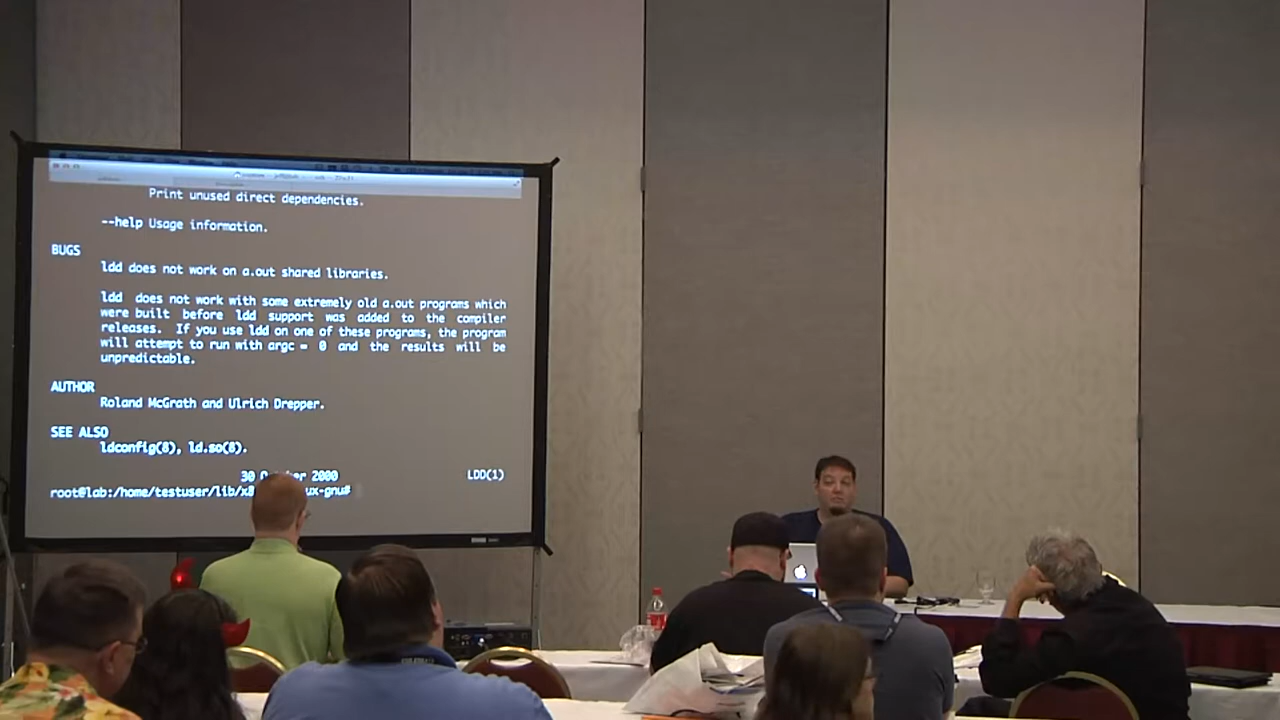 Print unused direct dependencies.
--help Usage information.
BUGS
ldd does not work on a.out shared libraries.
ldd does not work with some extremely old a.out programs which
were built before ldd support was added to the compiler
releases. If you use ldd on one of these programs, the program
will attempt to run with argc = 0 and the results will be
unpredictable.
AUTHOR
Roland McGrath and Ulrich Drepper.
SEE ALSO
ldconfig(8), ld.so(8).
30 2000 LDD(1)
root@lab:/home/testuser/lib/x ux-gnu#